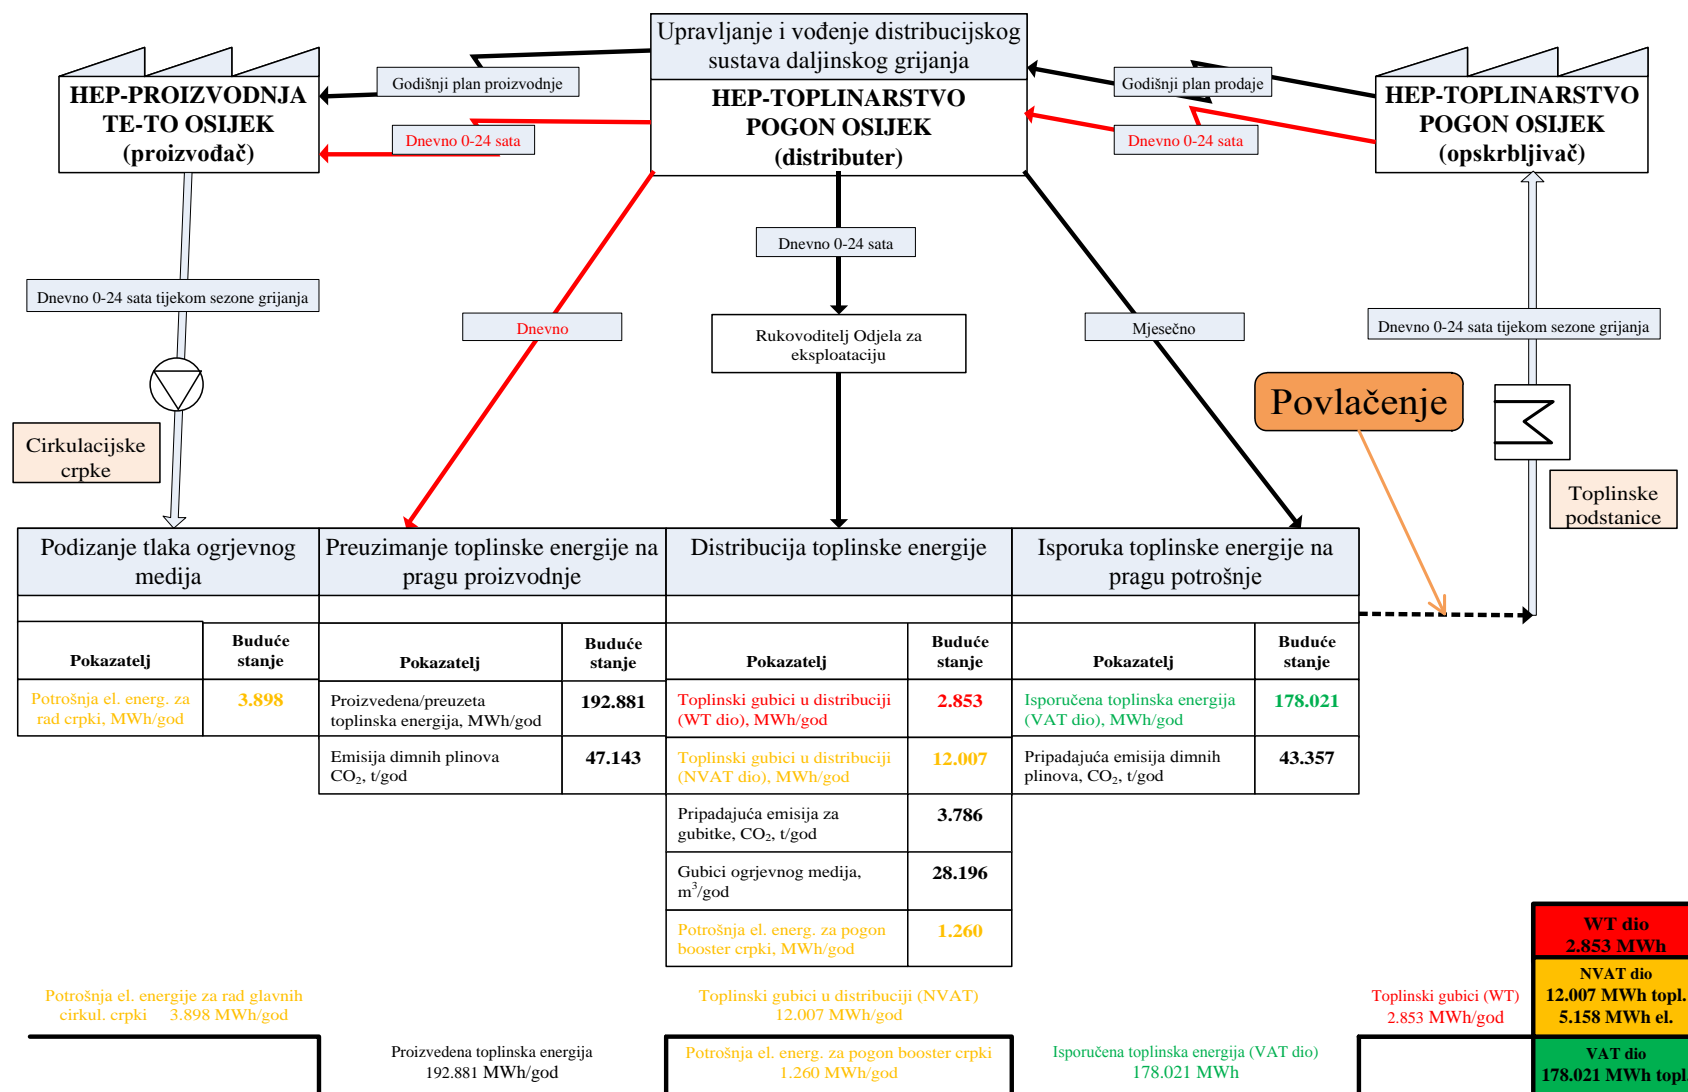 Upravljanje i vođenje distribucijskog
sustava daljinskog grijanja
HEP-TOPLINARSTVO
POGON OSIJEK
(distributer)
HEP-PROIZVODNJA
TE-TO OSIJEK
(proizvođač)
Godišnji plan proizvodnje
Dnevno 0-24 sata
Godišnji plan prodaje
Dnevno 0-24 sata
HEP-TOPLINARSTVO
POGON OSIJEK
(opskrbljivač)
Dnevno 0-24 sata
Dnevno 0-24 sata tijekom sezone grijanja
Dnevno
Rukovoditelj Odjela za
eksploataciju
Mjesečno
Dnevno 0-24 sata tijekom sezone grijanja
Povlačenje
Cirkulacijske
crpke
Toplinske
podstanice
Podizanje tlaka ogrjevnog
medija
Pokazatelj
Buduće
stanje
Potrošnja el. energ. za
rad crpki, MWh/god
3.898
Preuzimanje toplinske energije na
pragu proizvodnje
Pokazatelj
Buduće
stanje
Proizvedena/preuzeta
toplinska energija, MWh/god
192.881
Emisija dimnih plinova
CO₂, t/god
47.143
Distribucija toplinske energije
Pokazatelj
Buduće
stanje
Toplinski gubici u distribuciji
(WT dio), MWh/god
2.853
Toplinski gubici u distribuciji
(NVAT dio), MWh/god
12.007
Pripadajuća emisija za
gubitke, CO₂, t/god
3.786
Gubici ogrjevnog medija,
m³/god
28.196
Potrošnja el. energ. za pogon
booster crpki, MWh/god
1.260
Isporuka toplinske energije na
pragu potrošnje
Pokazatelj
Buduće
stanje
Isporučena toplinska energija
(VAT dio), MWh/god
178.021
Pripadajuća emisija dimnih
plinova, CO₂, t/god
43.357
Potrošnja el. energije za rad glavnih
cirkul. crpki 3.898 MWh/god
Proizvedena toplinska energija
192.881 MWh/god
Toplinski gubici u distribuciji (NVAT)
12.007 MWh/god
Potrošnja el. energ. za pogon booster crpki
1.260 MWh/god
Isporučena toplinska energija (VAT dio)
178.021 MWh
Toplinski gubici (WT)
2.853 MWh/god
WT dio
2.853 MWh
NVAT dio
12.007 MWh topl.
5.158 MWh el.
VAT dio
178.021 MWh topl.